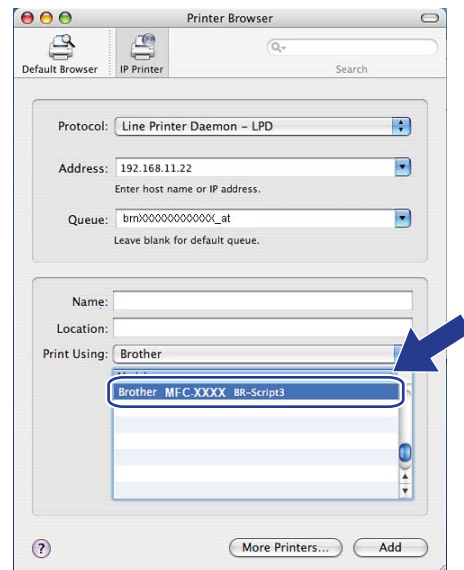 Printer Browser
Default Browser
IP Printer
Search
Protocol: Line Printer Daemon – LPD
Address: 192.168.11.22
Enter host name or IP address.
Queue: brnXXXXXXXXXXXX_at
Leave blank for default queue.
Name:
Location:
Print Using: Brother
Brother MFC-XXXX BR-Script3
? More Printers... Add